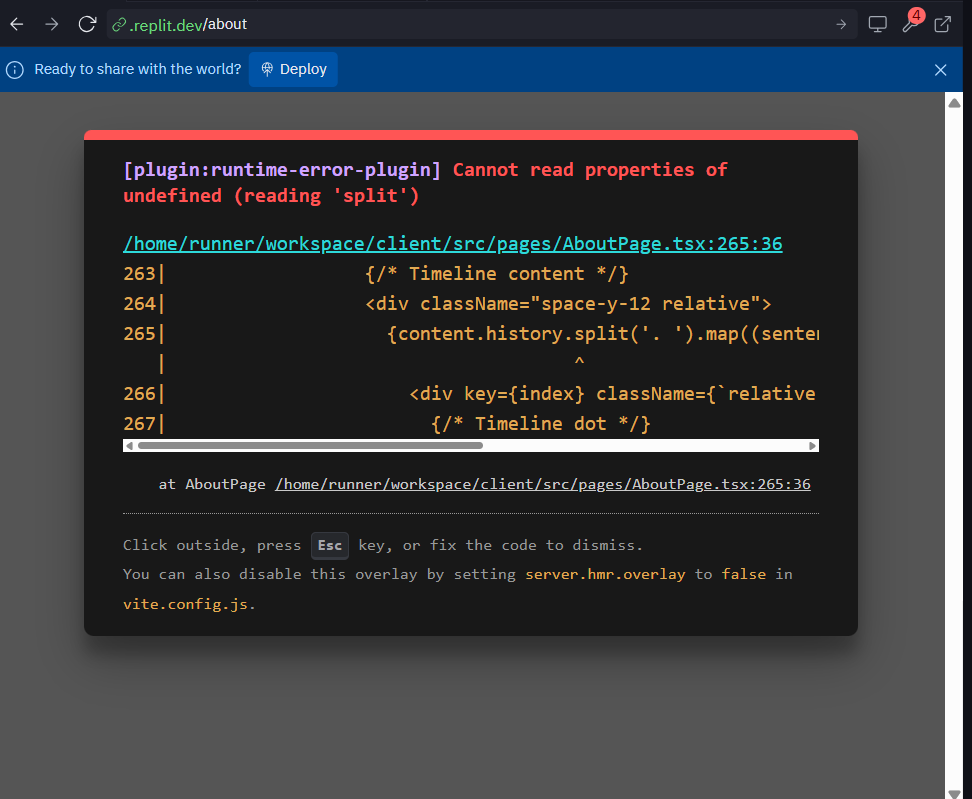 .replit.dev/about
4
Ready to share with the world? Deploy
[plugin:runtime-error-plugin] Cannot read properties of
undefined (reading 'split')
/home/runner/workspace/client/src/pages/AboutPage.tsx:265:36
263| {/* Timeline content */}
264| <div className="space-y-12 relative">
265| {content.history.split('. ').map((senten
| ^
266| <div key={index} className={`relative
267| {/* Timeline dot */}
at AboutPage /home/runner/workspace/client/src/pages/AboutPage.tsx:265:36
Click outside, press Esc key, or fix the code to dismiss.
You can also disable this overlay by setting server.hmr.overlay to false in
vite.config.js.